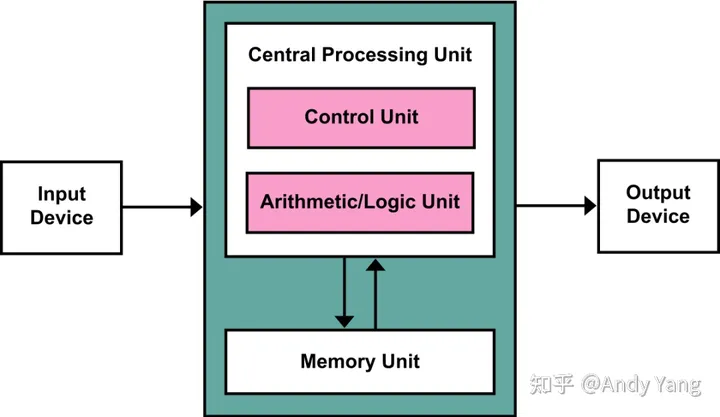 Central Processing Unit
Control Unit
Arithmetic/Logic Unit
Input
Device
Output
Device
Memory Unit
知乎 @Andy Yang